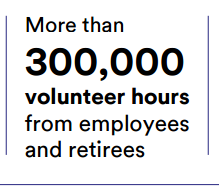 More than
300,000
volunteer hours
from employees
and retirees